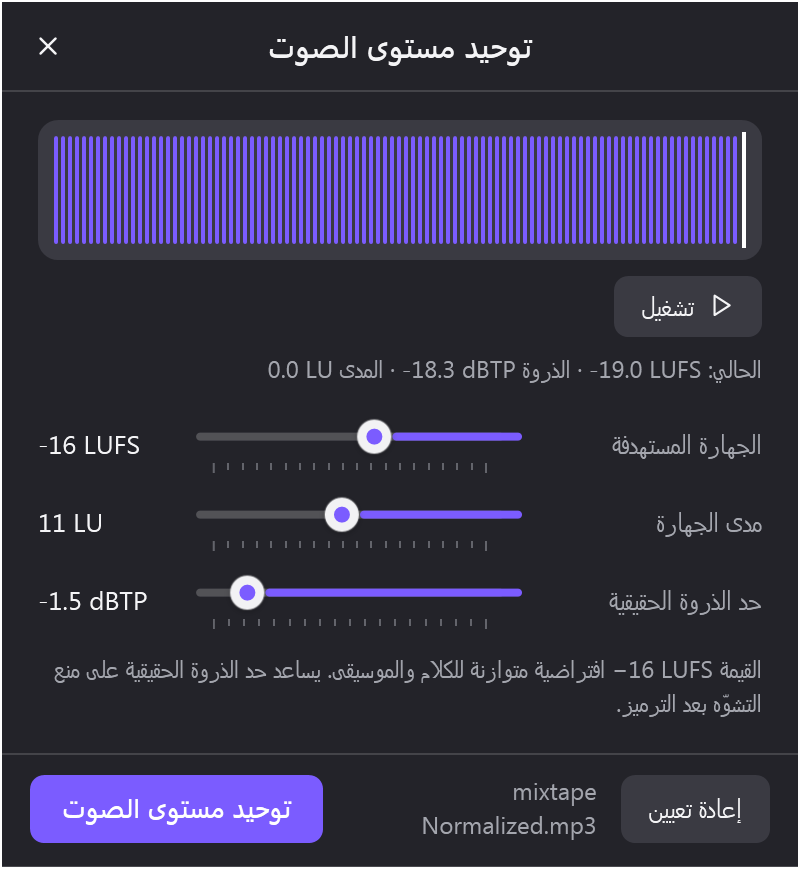 توحيد مستوى الصوت
تشغيل
الحالي: -19.0 LUFS · الذروة -18.3 dBTP · المدى 0.0 LU
الجهارة المستهدفة
-16 LUFS
مدى الجهارة
11 LU
حد الذروة الحقيقية
-1.5 dBTP
القيمة −16 LUFS افتراضية متوازنة للكلام والموسيقى. يساعد حد الذروة الحقيقية على منع
التشوّه بعد الترميز.
إعادة تعيين
mixtape
Normalized.mp3
توحيد مستوى الصوت